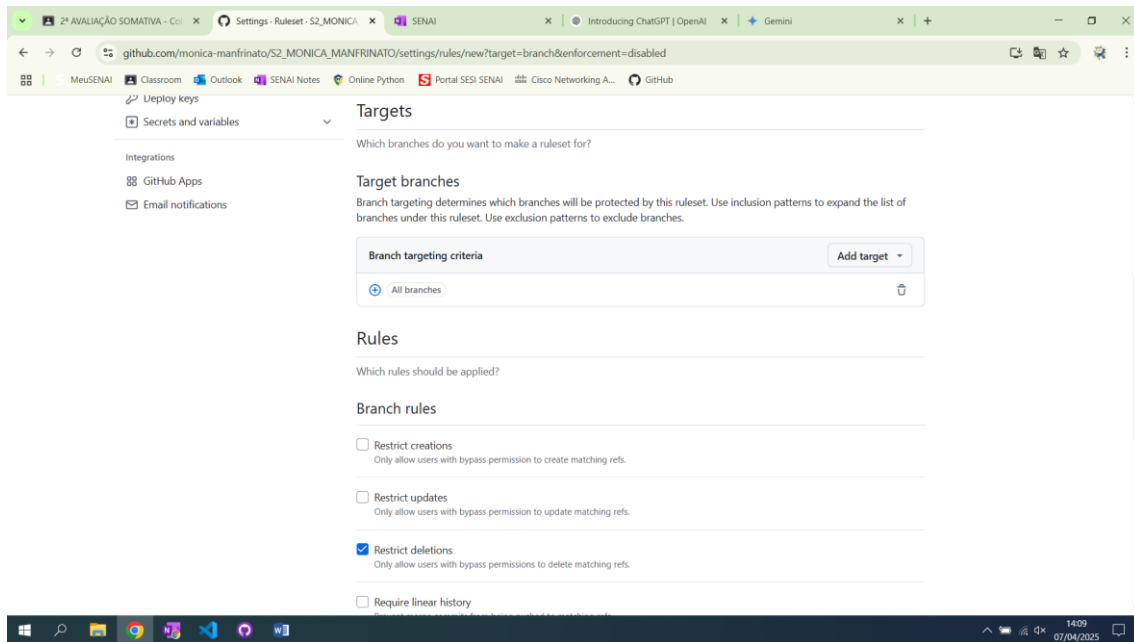 2ª AVALIAÇÃO SOMATIVA - Co
Settings · Ruleset · S2_MONICA_
SENAI
Introducing ChatGPT | OpenAI
Gemini
github.com/monica-manfrinato/S2_MONICA_MANFRINATO/settings/rules/new?target=branch&enforcement=disabled
MeuSENAI
Classroom
Outlook
SENAI Notes
Online Python
Portal SESI SENAI
Cisco Networking A...
GitHub
Deploy keys
Secrets and variables
Integrations
GitHub Apps
Email notifications
Targets
Which branches do you want to make a ruleset for?
Target branches
Branch targeting determines which branches will be protected by this ruleset. Use inclusion patterns to expand the list of
branches under this ruleset. Use exclusion patterns to exclude branches.
Branch targeting criteria
Add target
All branches
Rules
Which rules should be applied?
Branch rules
Restrict creations
Only allow users with bypass permission to create matching refs.
Restrict updates
Only allow users with bypass permission to update matching refs.
Restrict deletions
Only allow users with bypass permissions to delete matching refs.
Require linear history
14:09
07/04/2025